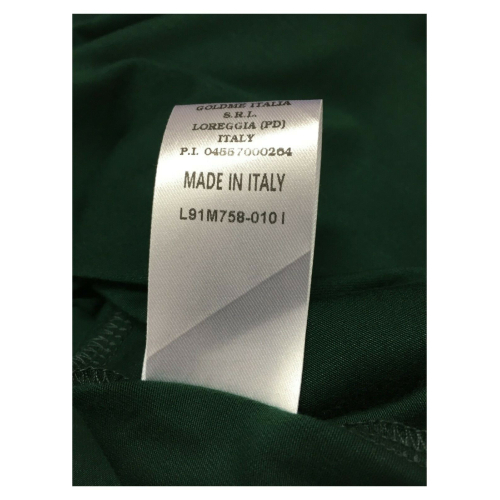 GOLDME ITALIA
S.R.L.
LOREGGIA (PD)
ITALY
P.I. 04557000264
MADE IN ITALY
L91M758-010 I